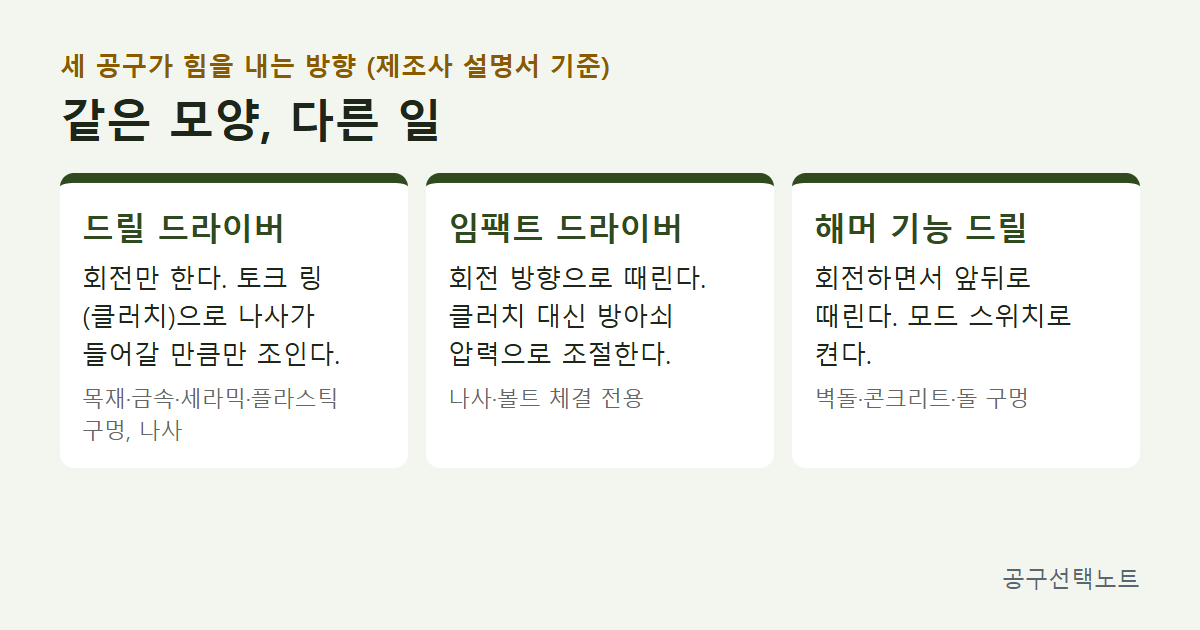 세 공구가 힘을 내는 방향 (제조사 설명서 기준)
같은 모양, 다른 일
드릴 드라이버
회전만 한다. 토크 링
(클러치)으로 나사가
들어갈 만큼만 조인다.
목재·금속·세라믹·플라스틱
구멍, 나사
임팩트 드라이버
회전 방향으로 때린다.
클러치 대신 방아쇠
압력으로 조절한다.
나사·볼트 체결 전용
해머 기능 드릴
회전하면서 앞뒤로
때린다. 모드 스위치로
켠다.
벽돌·콘크리트·돌 구멍
공구선택노트